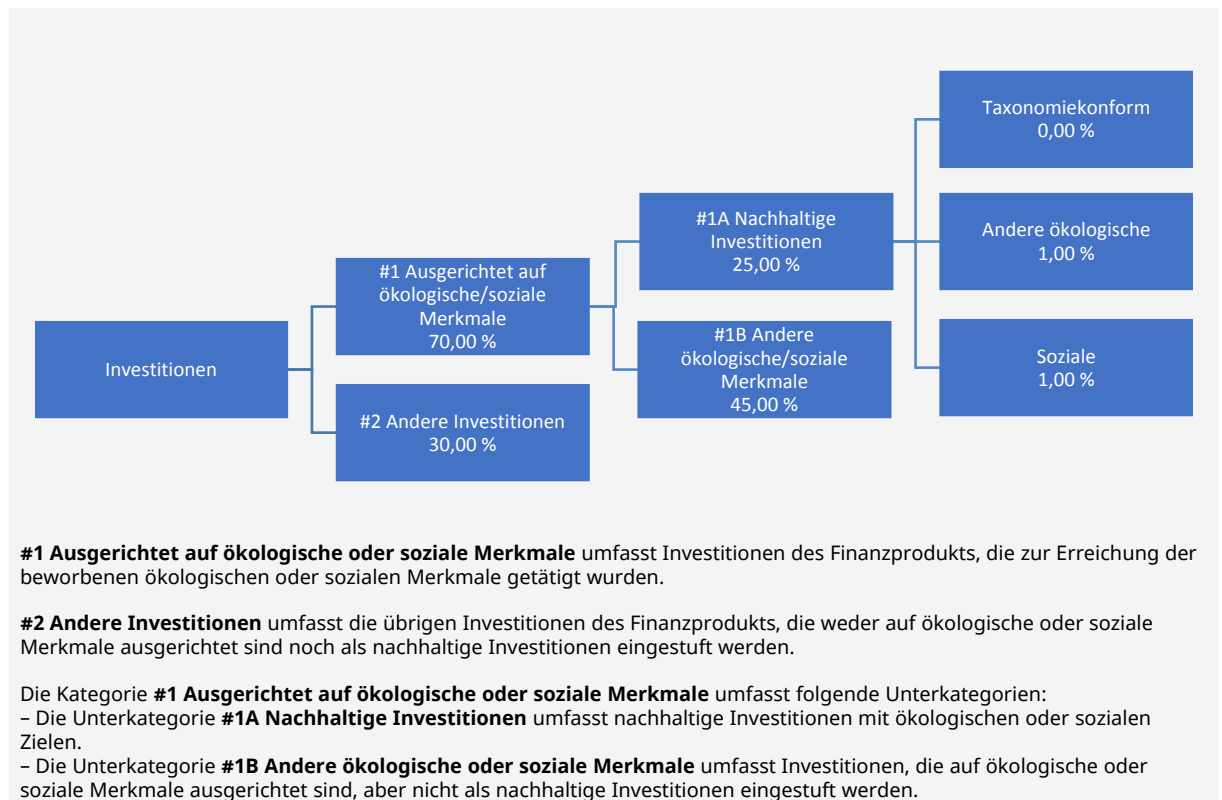 Taxonomiekonform
0,00 %
#1A Nachhaltige
Investitionen
25,00 %
Andere ökologische
1,00 %
#1 Ausgerichtet auf
ökologische/soziale
Merkmale
70,00 %
#1B Andere
ökologische/soziale
Merkmale
45,00 %
Soziale
1,00 %
Investitionen
#2 Andere Investitionen
30,00 %
#1 Ausgerichtet auf ökologische oder soziale Merkmale umfasst Investitionen des Finanzprodukts, die zur Erreichung der
beworbenen ökologischen oder sozialen Merkmale getätigt wurden.
#2 Andere Investitionen umfasst die übrigen Investitionen des Finanzprodukts, die weder auf ökologische oder soziale
Merkmale ausgerichtet sind noch als nachhaltige Investitionen eingestuft werden.
Die Kategorie #1 Ausgerichtet auf ökologische oder soziale Merkmale umfasst folgende Unterkategorien:
– Die Unterkategorie #1A Nachhaltige Investitionen umfasst nachhaltige Investitionen mit ökologischen oder sozialen
Zielen.
– Die Unterkategorie #1B Andere ökologische oder soziale Merkmale umfasst Investitionen, die auf ökologische oder
soziale Merkmale ausgerichtet sind, aber nicht als nachhaltige Investitionen eingestuft werden.